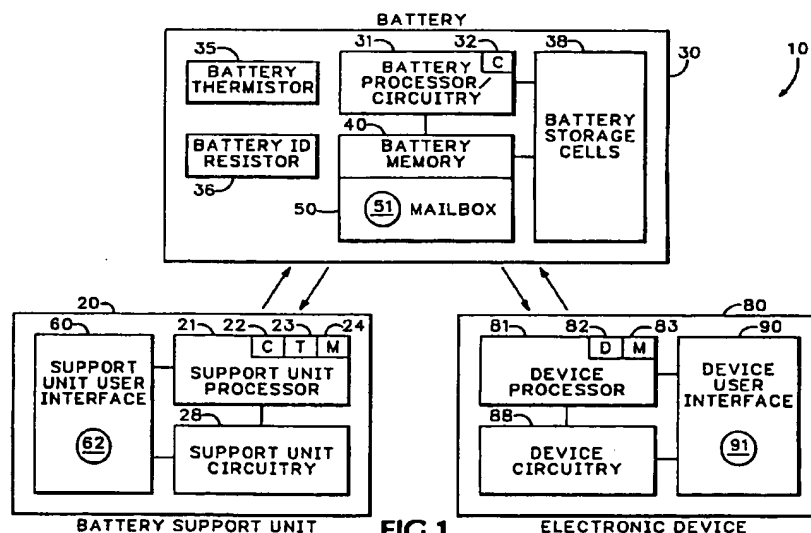 BATTERY
35
31
32
38
30
10
BATTERY
THERMISTOR
BATTERY
PROCESSOR/
CIRCUITRY
C
BATTERY
STORAGE
CELLS
40
BATTERY ID
RESISTOR
BATTERY
MEMORY
36
50
51
MAILBOX
20
60
21
22
23
24
C
T
M
SUPPORT
UNIT USER
INTERFACE
SUPPORT UNIT
PROCESSOR
28
62
SUPPORT UNIT
CIRCUITRY
BATTERY SUPPORT UNIT
80
81
82
83
90
D
M
DEVICE
PROCESSOR
DEVICE
USER
INTERFACE
88
DEVICE
CIRCUITRY
91
ELECTRONIC DEVICE
FIG.1